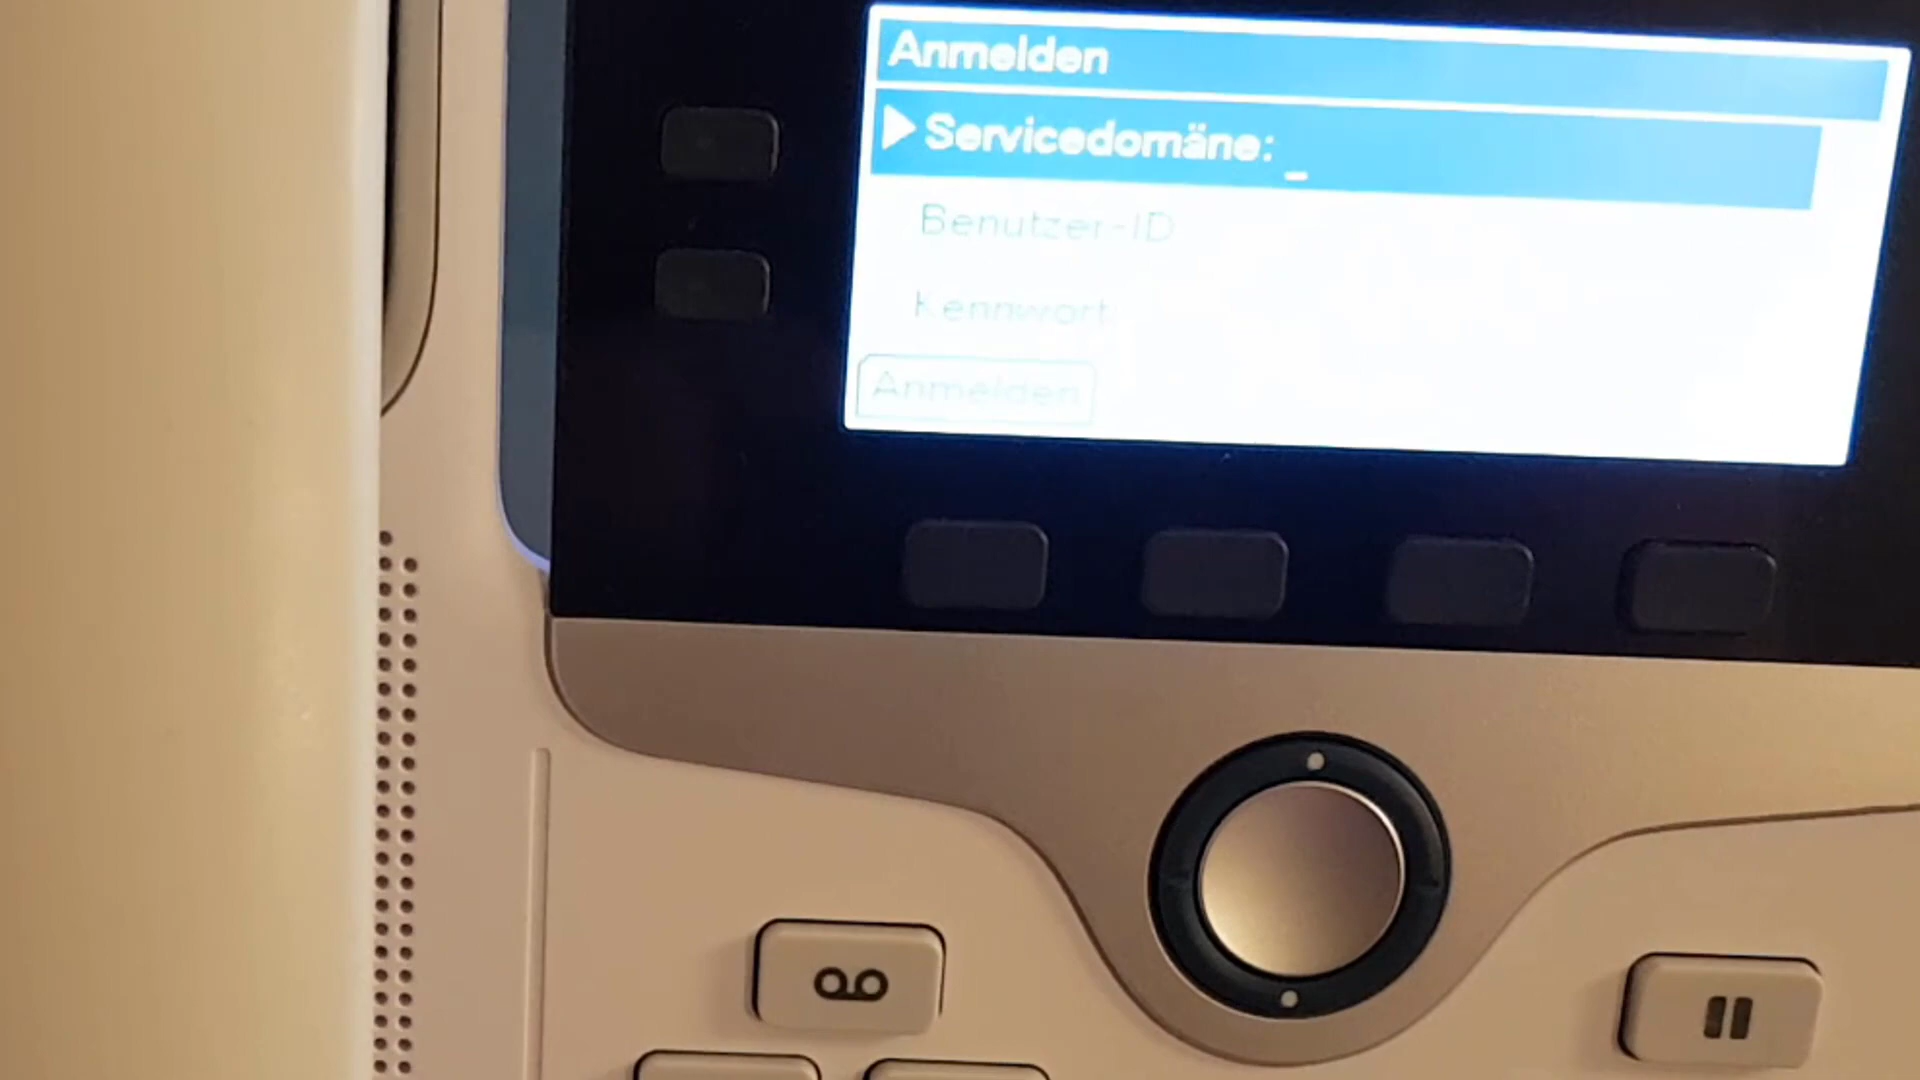 Anmelden
Servicedomäne: _
Benutzer-ID
Kennwort
Anmelden